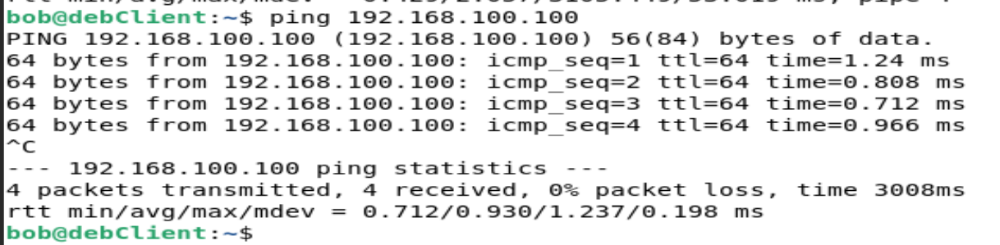 bob@debClient:~$ ping 192.168.100.100
PING 192.168.100.100 (192.168.100.100) 56(84) bytes of data.
64 bytes from 192.168.100.100: icmp_seq=1 ttl=64 time=1.24 ms
64 bytes from 192.168.100.100: icmp_seq=2 ttl=64 time=0.808 ms
64 bytes from 192.168.100.100: icmp_seq=3 ttl=64 time=0.712 ms
64 bytes from 192.168.100.100: icmp_seq=4 ttl=64 time=0.966 ms
^C
--- 192.168.100.100 ping statistics ---
4 packets transmitted, 4 received, 0% packet loss, time 3008ms
rtt min/avg/max/mdev = 0.712/0.930/1.237/0.198 ms
bob@debClient:~$